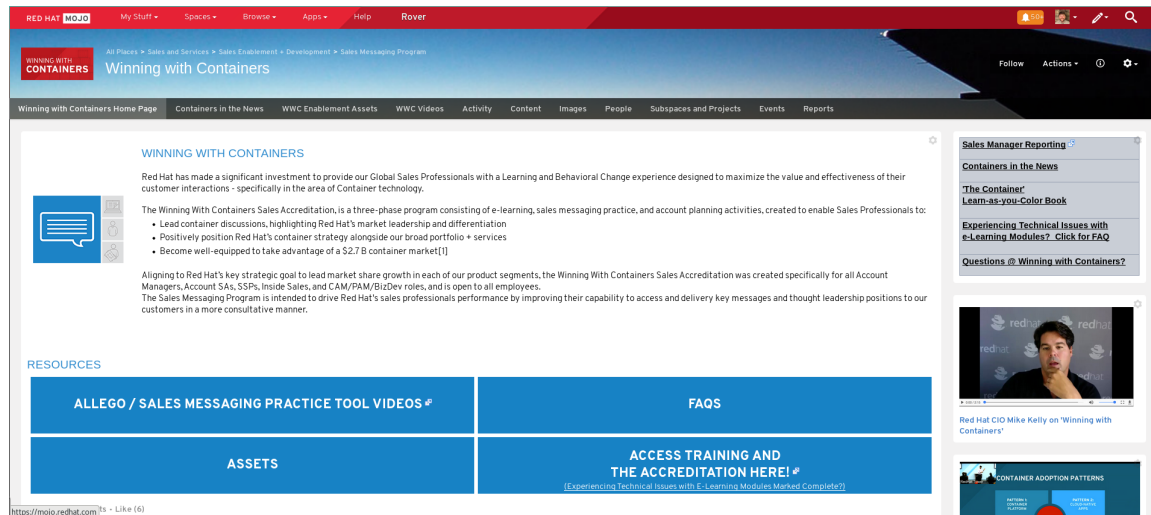 RED HAT MOJO My Stuff Spaces Browse Apps Help Rover 50+
WINNING WITH
CONTAINERS
All Places > Sales and Services > Sales Enablement + Development > Sales Messaging Program
Winning with Containers
Follow Actions
Winning with Containers Home Page Containers in the News WWC Enablement Assets WWC Videos Activity Content Images People Subspaces and Projects Events Reports
WINNING WITH CONTAINERS
Red Hat has made a significant investment to provide our Global Sales Professionals with a Learning and Behavioral Change experience designed to maximize the value and effectiveness of their
customer interactions - specifically in the area of Container technology.
The Winning With Containers Sales Accreditation, is a three-phase program consisting of e-learning, sales messaging practice, and account planning activities, created to enable Sales Professionals to:
• Lead container discussions, highlighting Red Hat's market leadership and differentiation
• Positively position Red Hat's container strategy alongside our broad portfolio + services
• Become well-equipped to take advantage of a $2.7 B container market[1]
Aligning to Red Hat's key strategic goal to lead market share growth in each of our product segments, the Winning With Containers Sales Accreditation was created specifically for all Account
Managers, Account SAs, SSPs, Inside Sales, and CAM/PAM/BizDev roles, and is open to all employees.
The Sales Messaging Program is intended to drive Red Hat's sales professionals performance by improving their capability to access and delivery key messages and thought leadership positions to our
customers in a more consultative manner.
RESOURCES
ALLEGO / SALES MESSAGING PRACTICE TOOL VIDEOS
FAQS
ASSETS
ACCESS TRAINING AND
THE ACCREDITATION HERE!
(Experiencing Technical Issues with E-Learning Modules Marked Complete?)
https://mojo.redhat.com
Like (6)
Sales Manager Reporting
Containers in the News
'The Container'
Learn-as-you-Color Book
Experiencing Technical Issues with
e-Learning Modules? Click for FAQ
Questions @ Winning with Containers?
redhat redhat
redhat
Red Hat CIO Mike Kelly on 'Winning with
Containers'
CONTAINER ADOPTION PATTERNS
PATTERN 1:
CONTAINER
PLATFORM
PATTERN 2:
CLOUD-NATIVE
APPS